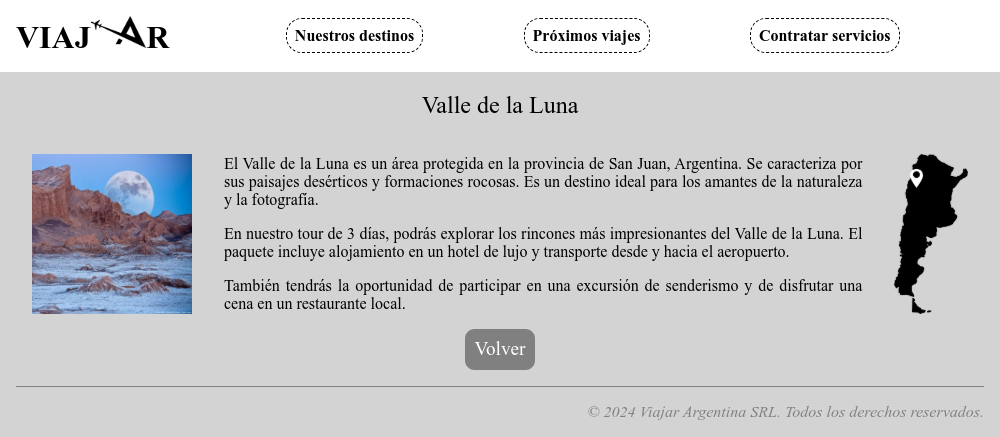 VIAJAR
Nuestros destinos
Próximos viajes
Contratar servicios
Valle de la Luna
El Valle de la Luna es un área protegida en la provincia de San Juan, Argentina. Se caracteriza por
sus paisajes desérticos y formaciones rocosas. Es un destino ideal para los amantes de la naturaleza
y la fotografía.
En nuestro tour de 3 días, podrás explorar los rincones más impresionantes del Valle de la Luna. El
paquete incluye alojamiento en un hotel de lujo y transporte desde y hacia el aeropuerto.
También tendrás la oportunidad de participar en una excursión de senderismo y de disfrutar una
cena en un restaurante local.
Volver
© 2024 Viajar Argentina SRL. Todos los derechos reservados.